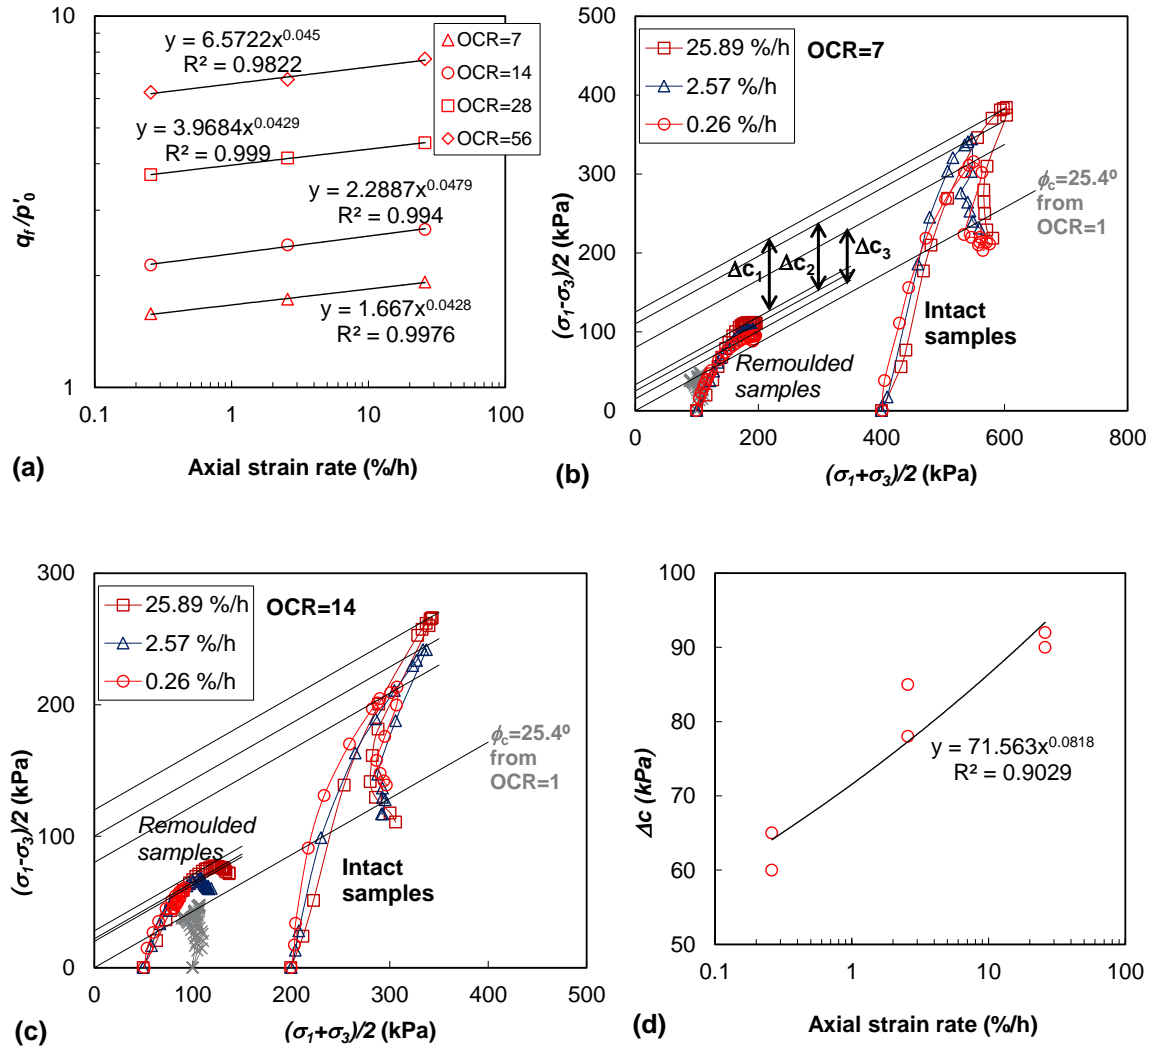 10
y = 6.5722x^0.045
R² = 0.9822
OCR=7
OCR=14
OCR=28
OCR=56
y = 3.9684x^0.0429
R² = 0.999
y = 2.2887x^0.0479
R² = 0.994
y = 1.667x^0.0428
R² = 0.9976
q_f/p'_0
1
0.1 1 10 100
Axial strain rate (%/h)
(a)
500
400
300
200
100
0
25.89 %/h
2.57 %/h
0.26 %/h
OCR=7
ϕc=25.4º
from
OCR=1
Δc1
Δc2
Δc3
Intact
samples
Remoulded
samples
(σ1-σ3)/2 (kPa)
0 200 400 600 800
(σ1+σ3)/2 (kPa)
(b)
300
200
100
0
25.89 %/h
2.57 %/h
0.26 %/h
OCR=14
ϕc=25.4º
from
OCR=1
Remoulded
samples
Intact
samples
(σ1-σ3)/2 (kPa)
0 100 200 300 400 500
(σ1+σ3)/2 (kPa)
(c)
100
90
80
70
60
50
y = 71.563x^0.0818
R² = 0.9029
Δc (kPa)
0.1 1 10 100
Axial strain rate (%/h)
(d)